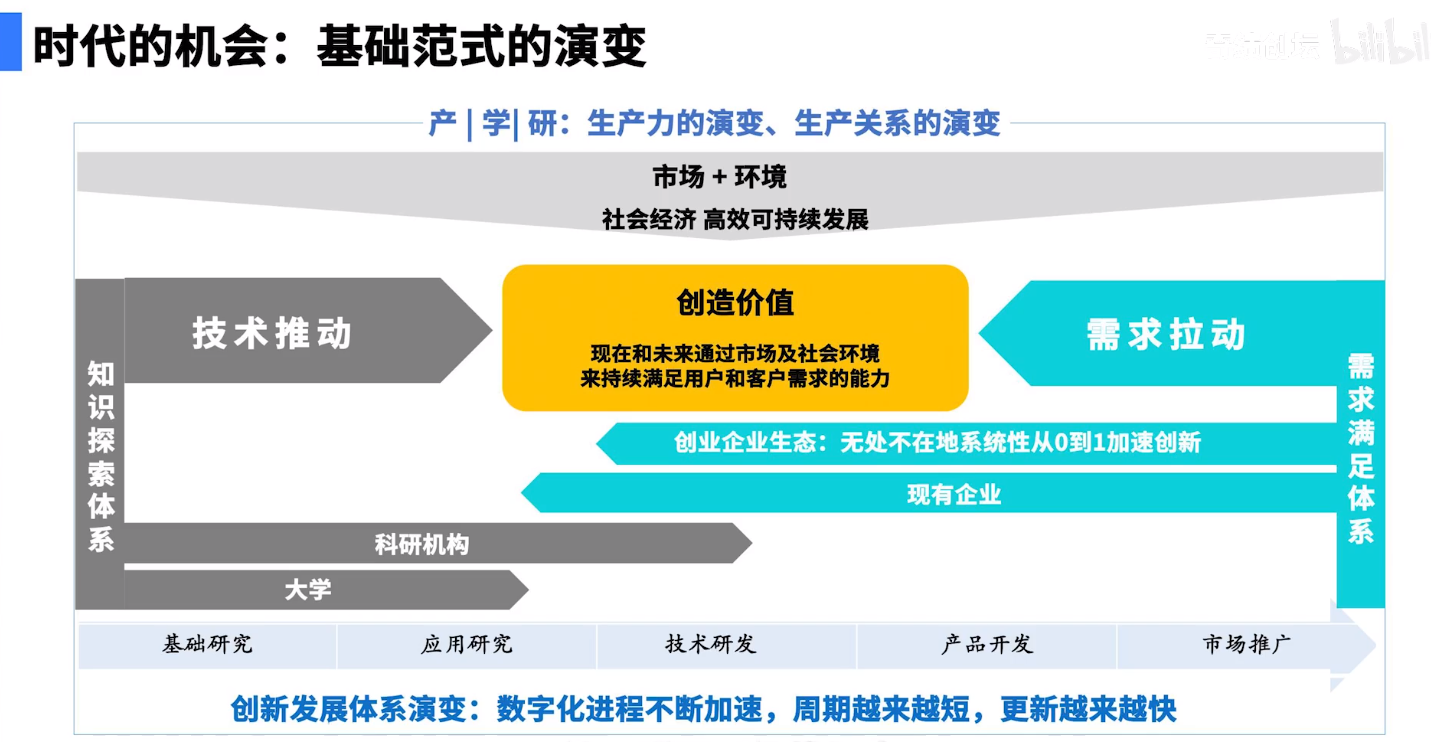 时代的机会：基础范式的演变
bilibili
产 | 学| 研：生产力的演变、生产关系的演变
市场 + 环境
社会经济 高效可持续发展
技术推动
创造价值
现在和未来通过市场及社会环境
来持续满足用户和客户需求的能力
需求拉动
知识探索体系
需求满足体系
创业企业生态：无处不在地系统性从0到1加速创新
现有企业
科研机构
大学
基础研究
应用研究
技术研发
产品开发
市场推广
创新发展体系演变：数字化进程不断加速，周期越来越短，更新越来越快